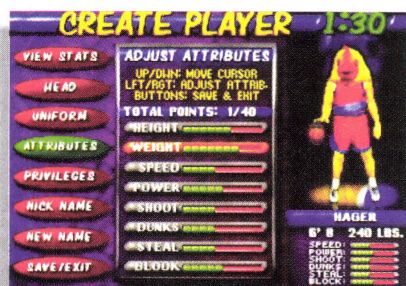 CREATE PLAYER 1:30
VIEW STATS
HEAD
UNIFORM
ATTRIBUTES
PRIVILEGES
NICK NAME
NEW NAME
SAVE/EXIT
ADJUST ATTRIBUTES
UP/DWN: MOVE CURSOR
LFT/RGT: ADJUST ATTRIB-
BUTTONS: SAVE & EXIT
TOTAL POINTS: 1/40
HEIGHT
WEIGHT
SPEED
POWER
SHOOT
DUNKS
STEAL
BLOCK
HAGER
6' 8 240 LBS.
SPEED:
POWER:
SHOOT:
DUNKS:
STEAL:
BLOCK: